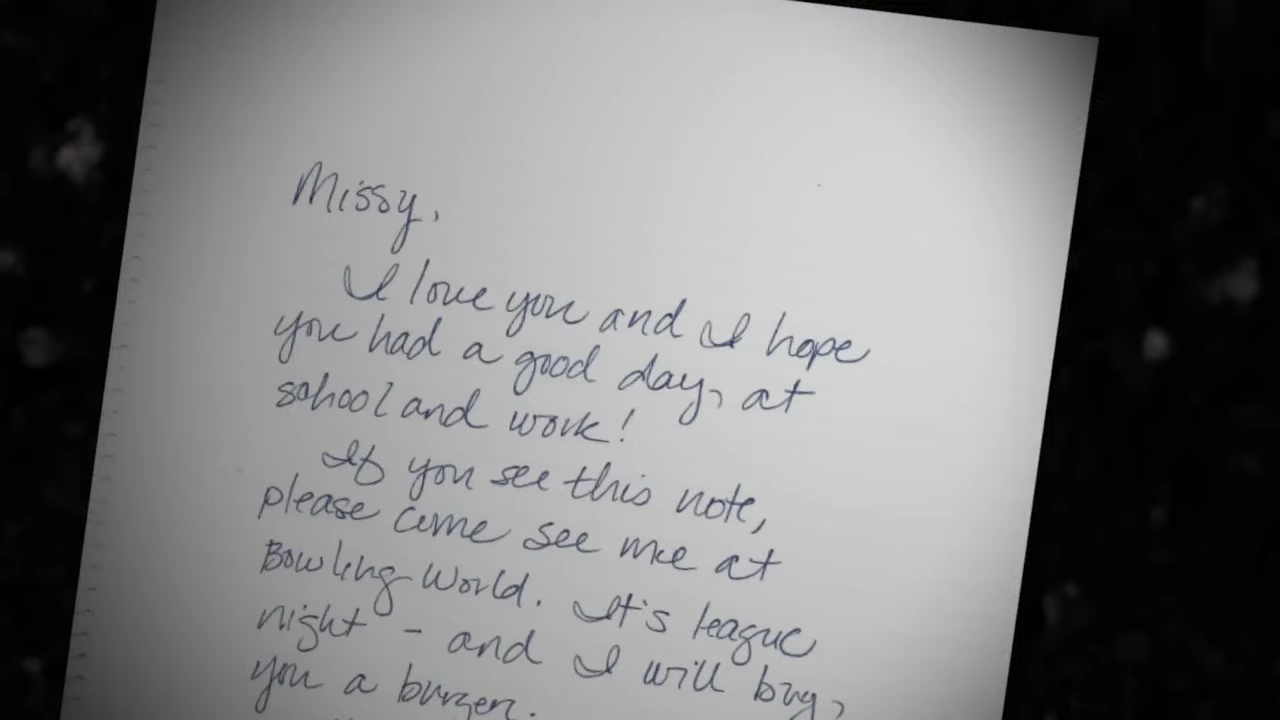 Missy,
I love you and I hope
you had a good day, at
school and work!
If you see this note,
please come see me at
Bowling World. It's league
night - and I will buy,
you a burger.